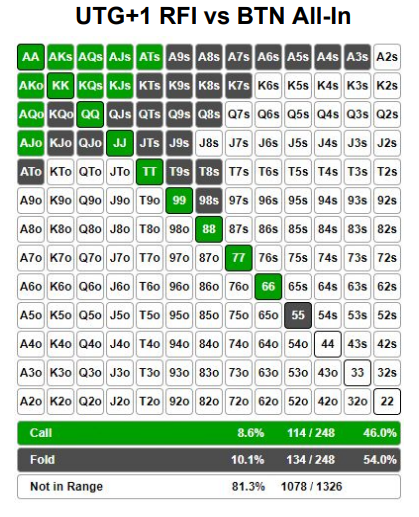 UTG+1 RFI vs BTN All-In
AA AKs AQs AJs ATs A9s A8s A7s A6s A5s A4s A3s A2s
AKo KK KQs KJs KTs K9s K8s K7s K6s K5s K4s K3s K2s
AQo KQo QQ QJs QTs Q9s Q8s Q7s Q6s Q5s Q4s Q3s Q2s
AJo KJo QJo JJ JTs J9s J8s J7s J6s J5s J4s J3s J2s
ATo KTo QTo JTo TT T9s T8s T7s T6s T5s T4s T3s T2s
A9o K9o Q9o J9o T9o 99 98s 97s 96s 95s 94s 93s 92s
A8o K8o Q8o J8o T8o 98o 88 87s 86s 85s 84s 83s 82s
A7o K7o Q7o J7o T7o 97o 87o 77 76s 75s 74s 73s 72s
A6o K6o Q6o J6o T6o 96o 86o 76o 66 65s 64s 63s 62s
A5o K5o Q5o J5o T5o 95o 85o 75o 65o 55 54s 53s 52s
A4o K4o Q4o J4o T4o 94o 84o 74o 64o 54o 44 43s 42s
A3o K3o Q3o J3o T3o 93o 83o 73o 63o 53o 43o 33 32s
A2o K2o Q2o J2o T2o 92o 82o 72o 62o 52o 42o 32o 22
Call 8.6% 114 / 248 46.0%
Fold 10.1% 134 / 248 54.0%
Not in Range 81.3% 1078 / 1326